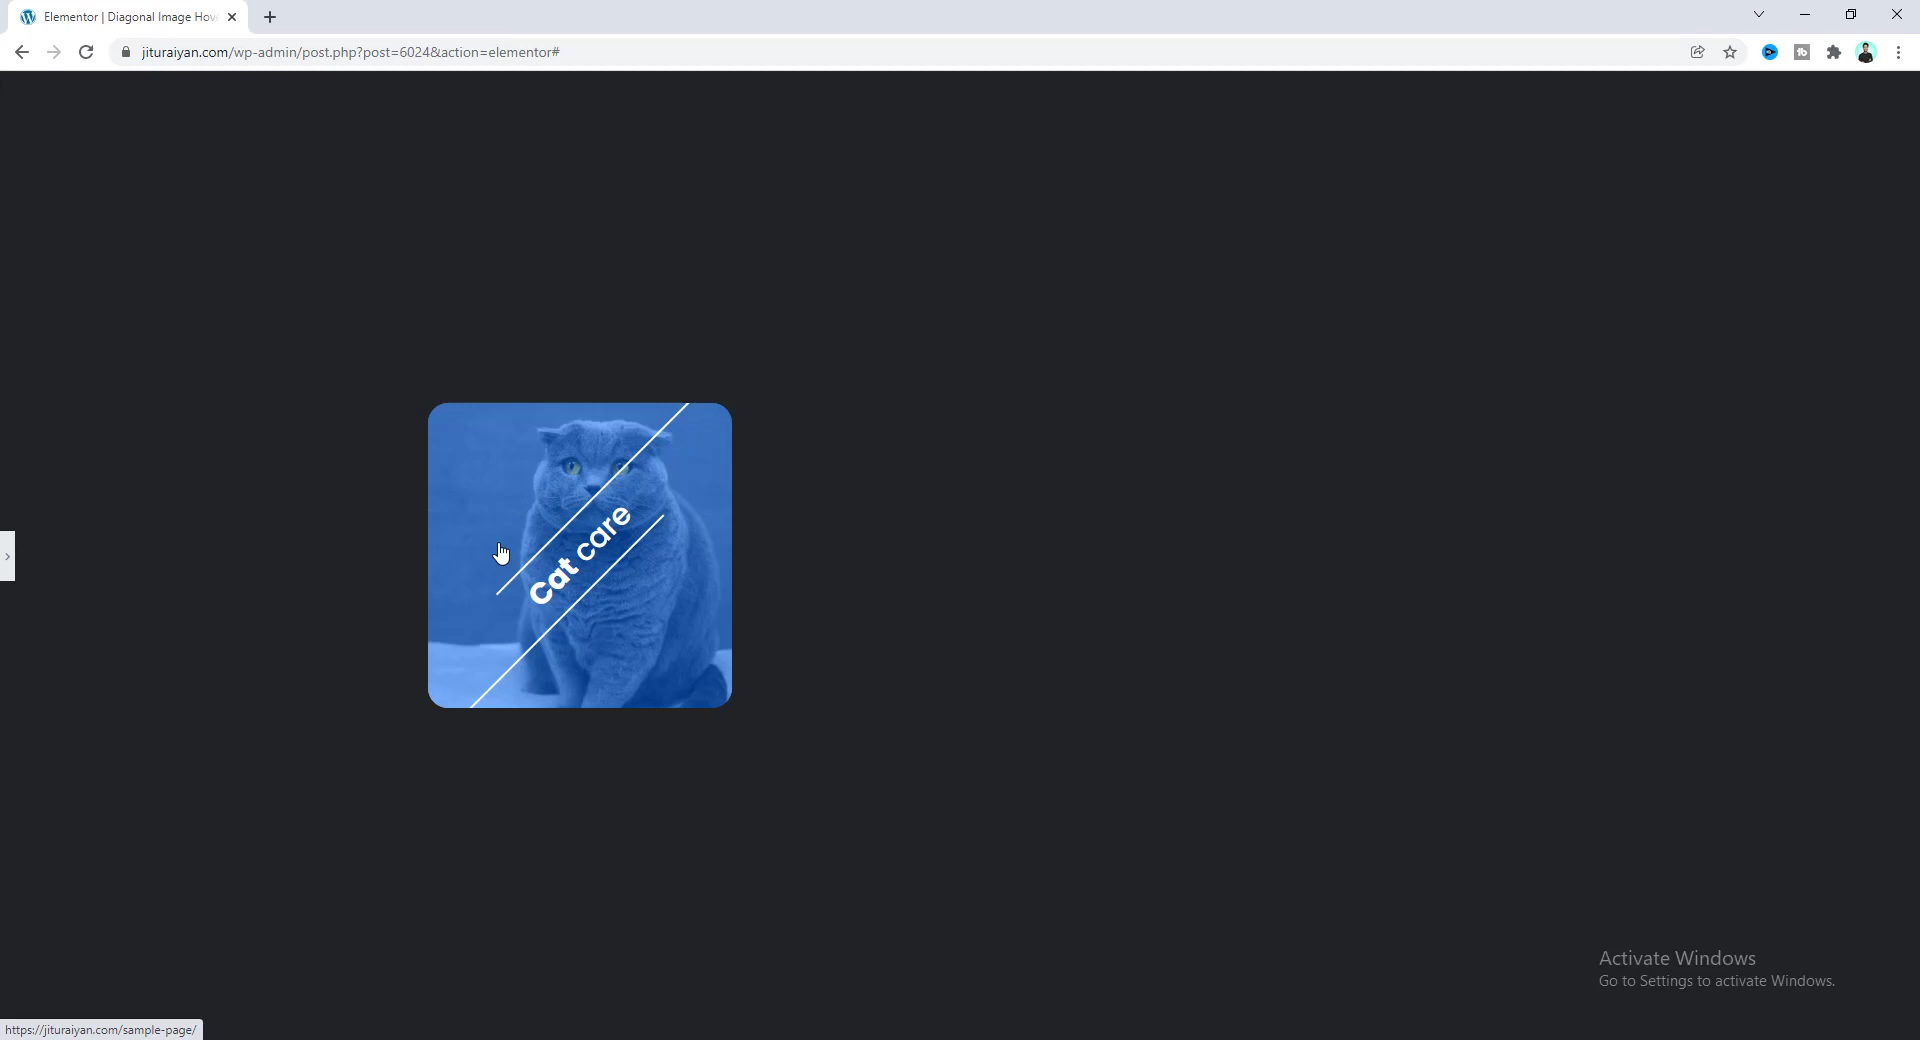 Elementor | Diagonal Image Hov
jituraiyan.com/wp-admin/post.php?post=6024&action=elementor#
tb
Cat care
Activate Windows
Go to Settings to activate Windows.
https://jituraiyan.com/sample-page/